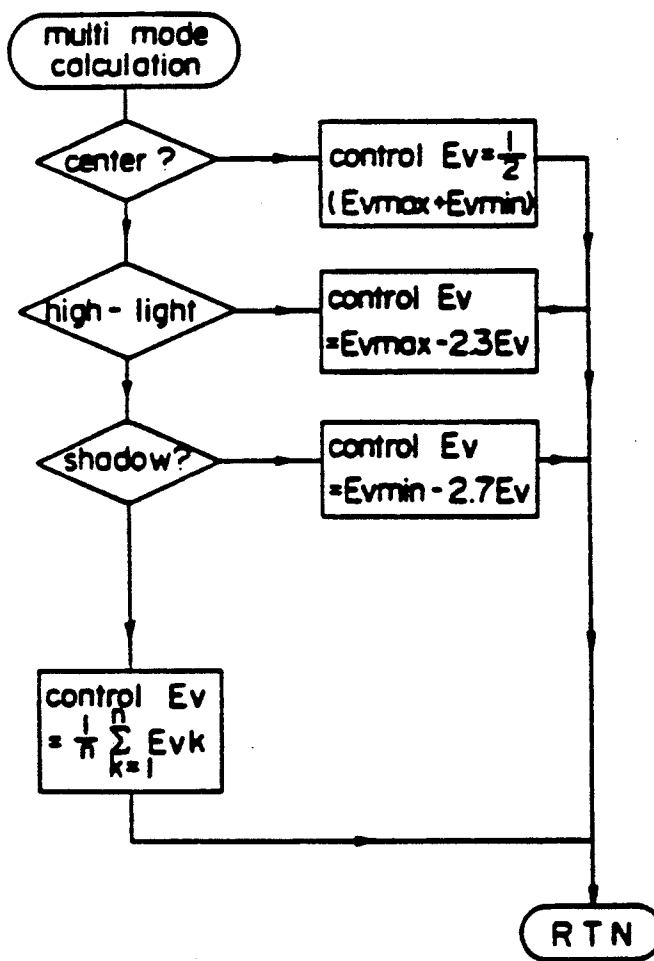 multi mode
calculation
center ?
control Ev=1/2
(Evmax+Evmin)
high - light
control Ev
=Evmax-2.3Ev
shadow?
control Ev
=Evmin-2.7Ev
control Ev
= 1/n n∑k=1 Evk
RTN